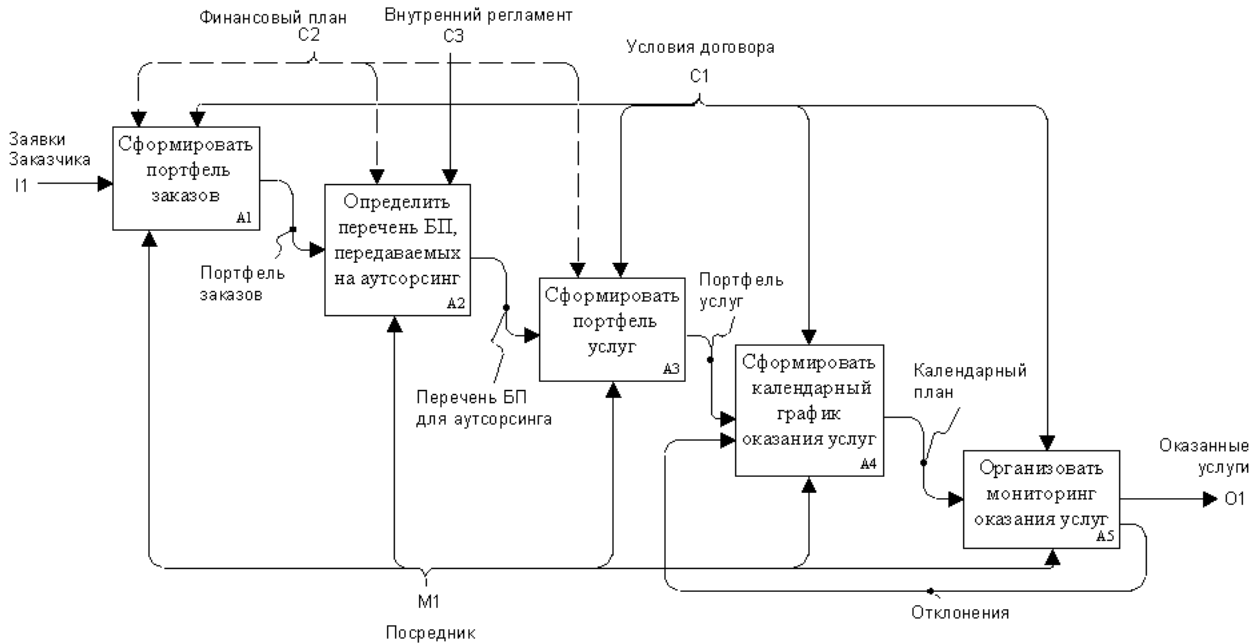 Финансовый план
C2
Внутренний регламент
C3
Условия договора
C1
Заявки
Заказчика
I1
Сформировать
портфель
заказов
A1
Портфель
заказов
Определить
перечень БП,
передаваемых
на аутсорсинг
A2
Перечень БП
для аутсорсинга
Сформировать
портфель
услуг
A3
Портфель
услуг
Сформировать
календарный
график
оказания услуг
A4
Календарный
план
Организовать
мониторинг
оказания услуг
A5
Оказанные
услуги
O1
Отклонения
M1
Посредник